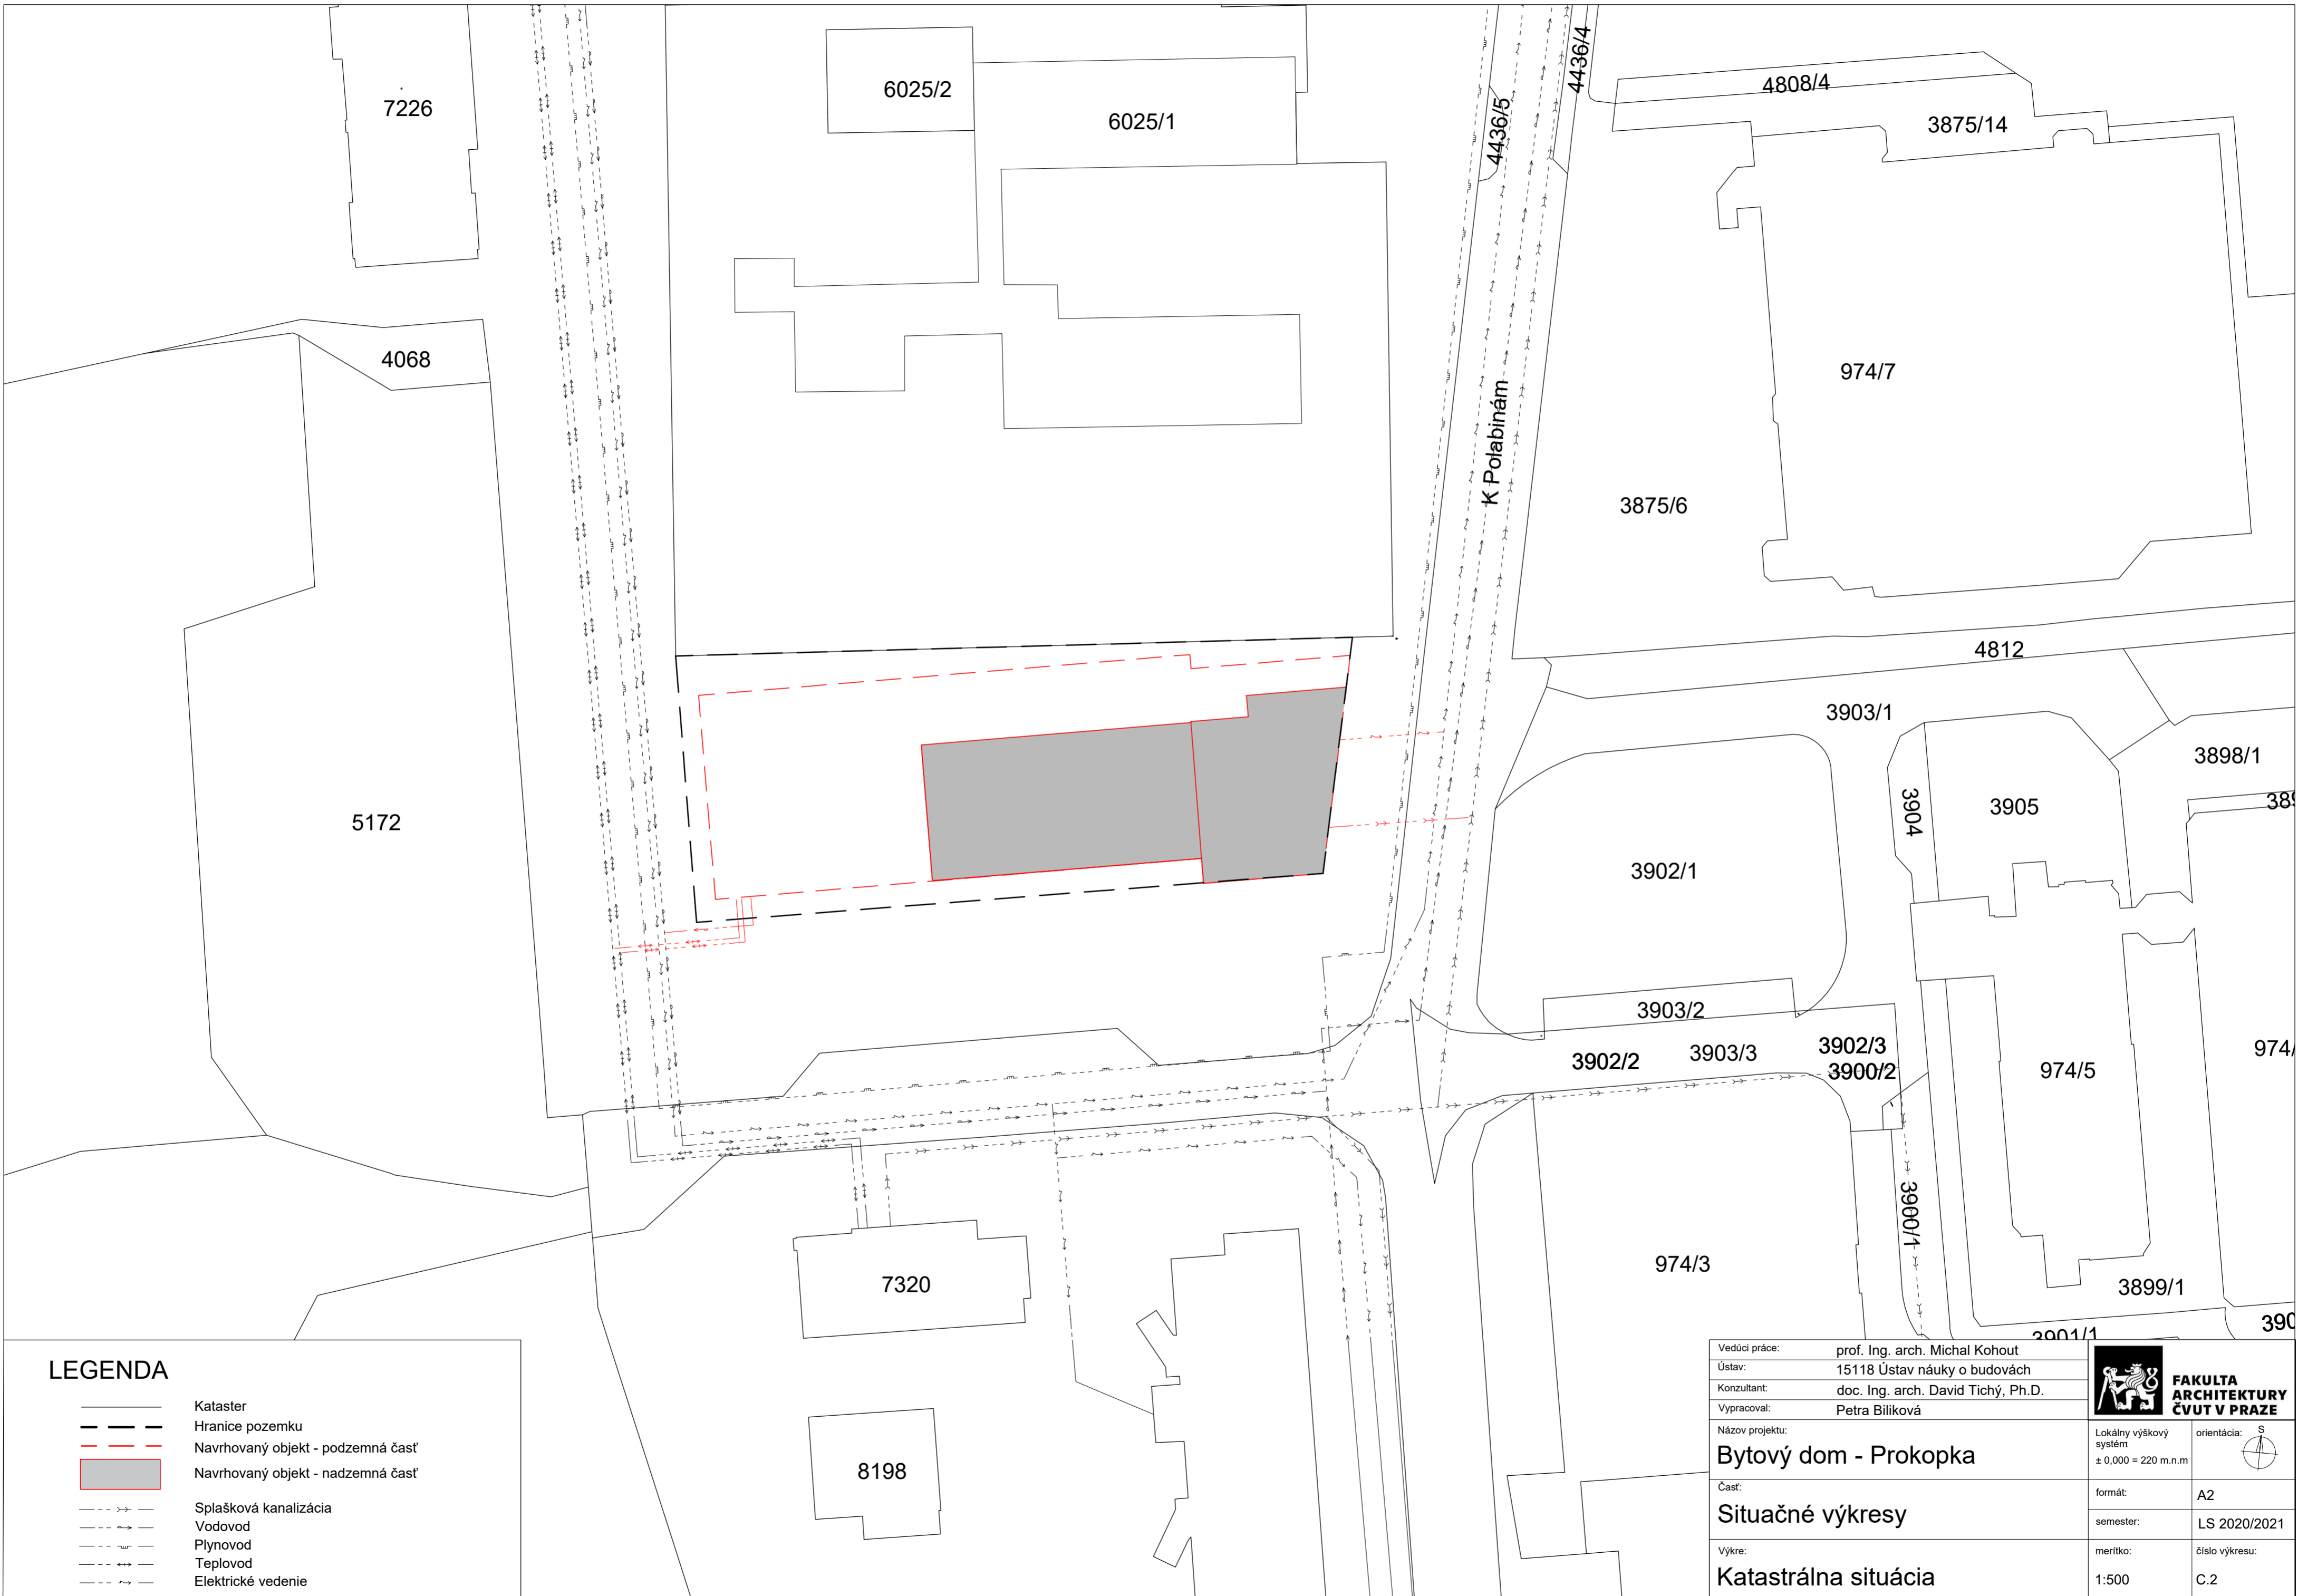 7226
6025/2
6025/1
4436/5
4436/4
4808/4
3875/14
974/7
4068
K Polabinám
3875/6
4812
3903/1
3898/1
3904
3905
5172
3902/1
3903/2
3902/2
3903/3
3902/3
3900/2
974/5
974/
3900/1
974/3
7320
3899/1
3901/1
8198
LEGENDA
Kataster
Hranice pozemku
Navrhovaný objekt - podzemná časť
Navrhovaný objekt - nadzemná časť
Splašková kanalizácia
Vodovod
Plynovod
Teplovod
Elektrické vedenie
Vedúci práce: prof. Ing. arch. Michal Kohout
Ústav: 15118 Ústav náuky o budovách
Konzultant: doc. Ing. arch. David Tichý, Ph.D.
Vypracoval: Petra Biliková
FAKULTA
ARCHITEKTURY
ČVUT V PRAZE
Názov projektu:
Bytový dom - Prokopka
Lokálny výškový
systém
± 0,000 = 220 m.n.m
orientácia:
S
Časť:
Situačné výkresy
formát: A2
semester: LS 2020/2021
Výkre:
Katastrálna situácia
merítko:
1:500
číslo výkresu:
C.2